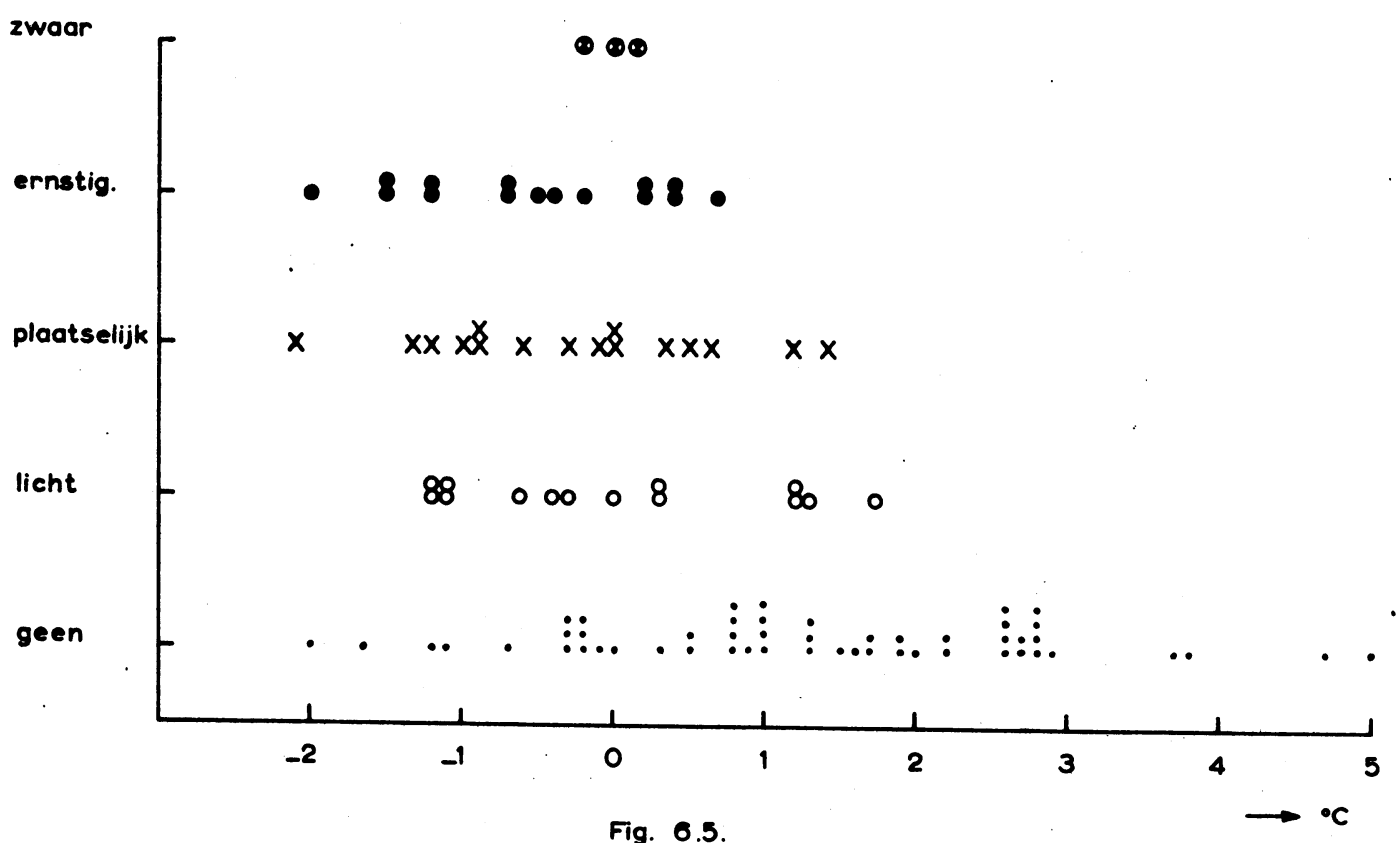 zwaar
ernstig.
plaatselijk
licht
geen
-2 -1 0 1 2 3 4 5
→ °C
Fig. 6.5.